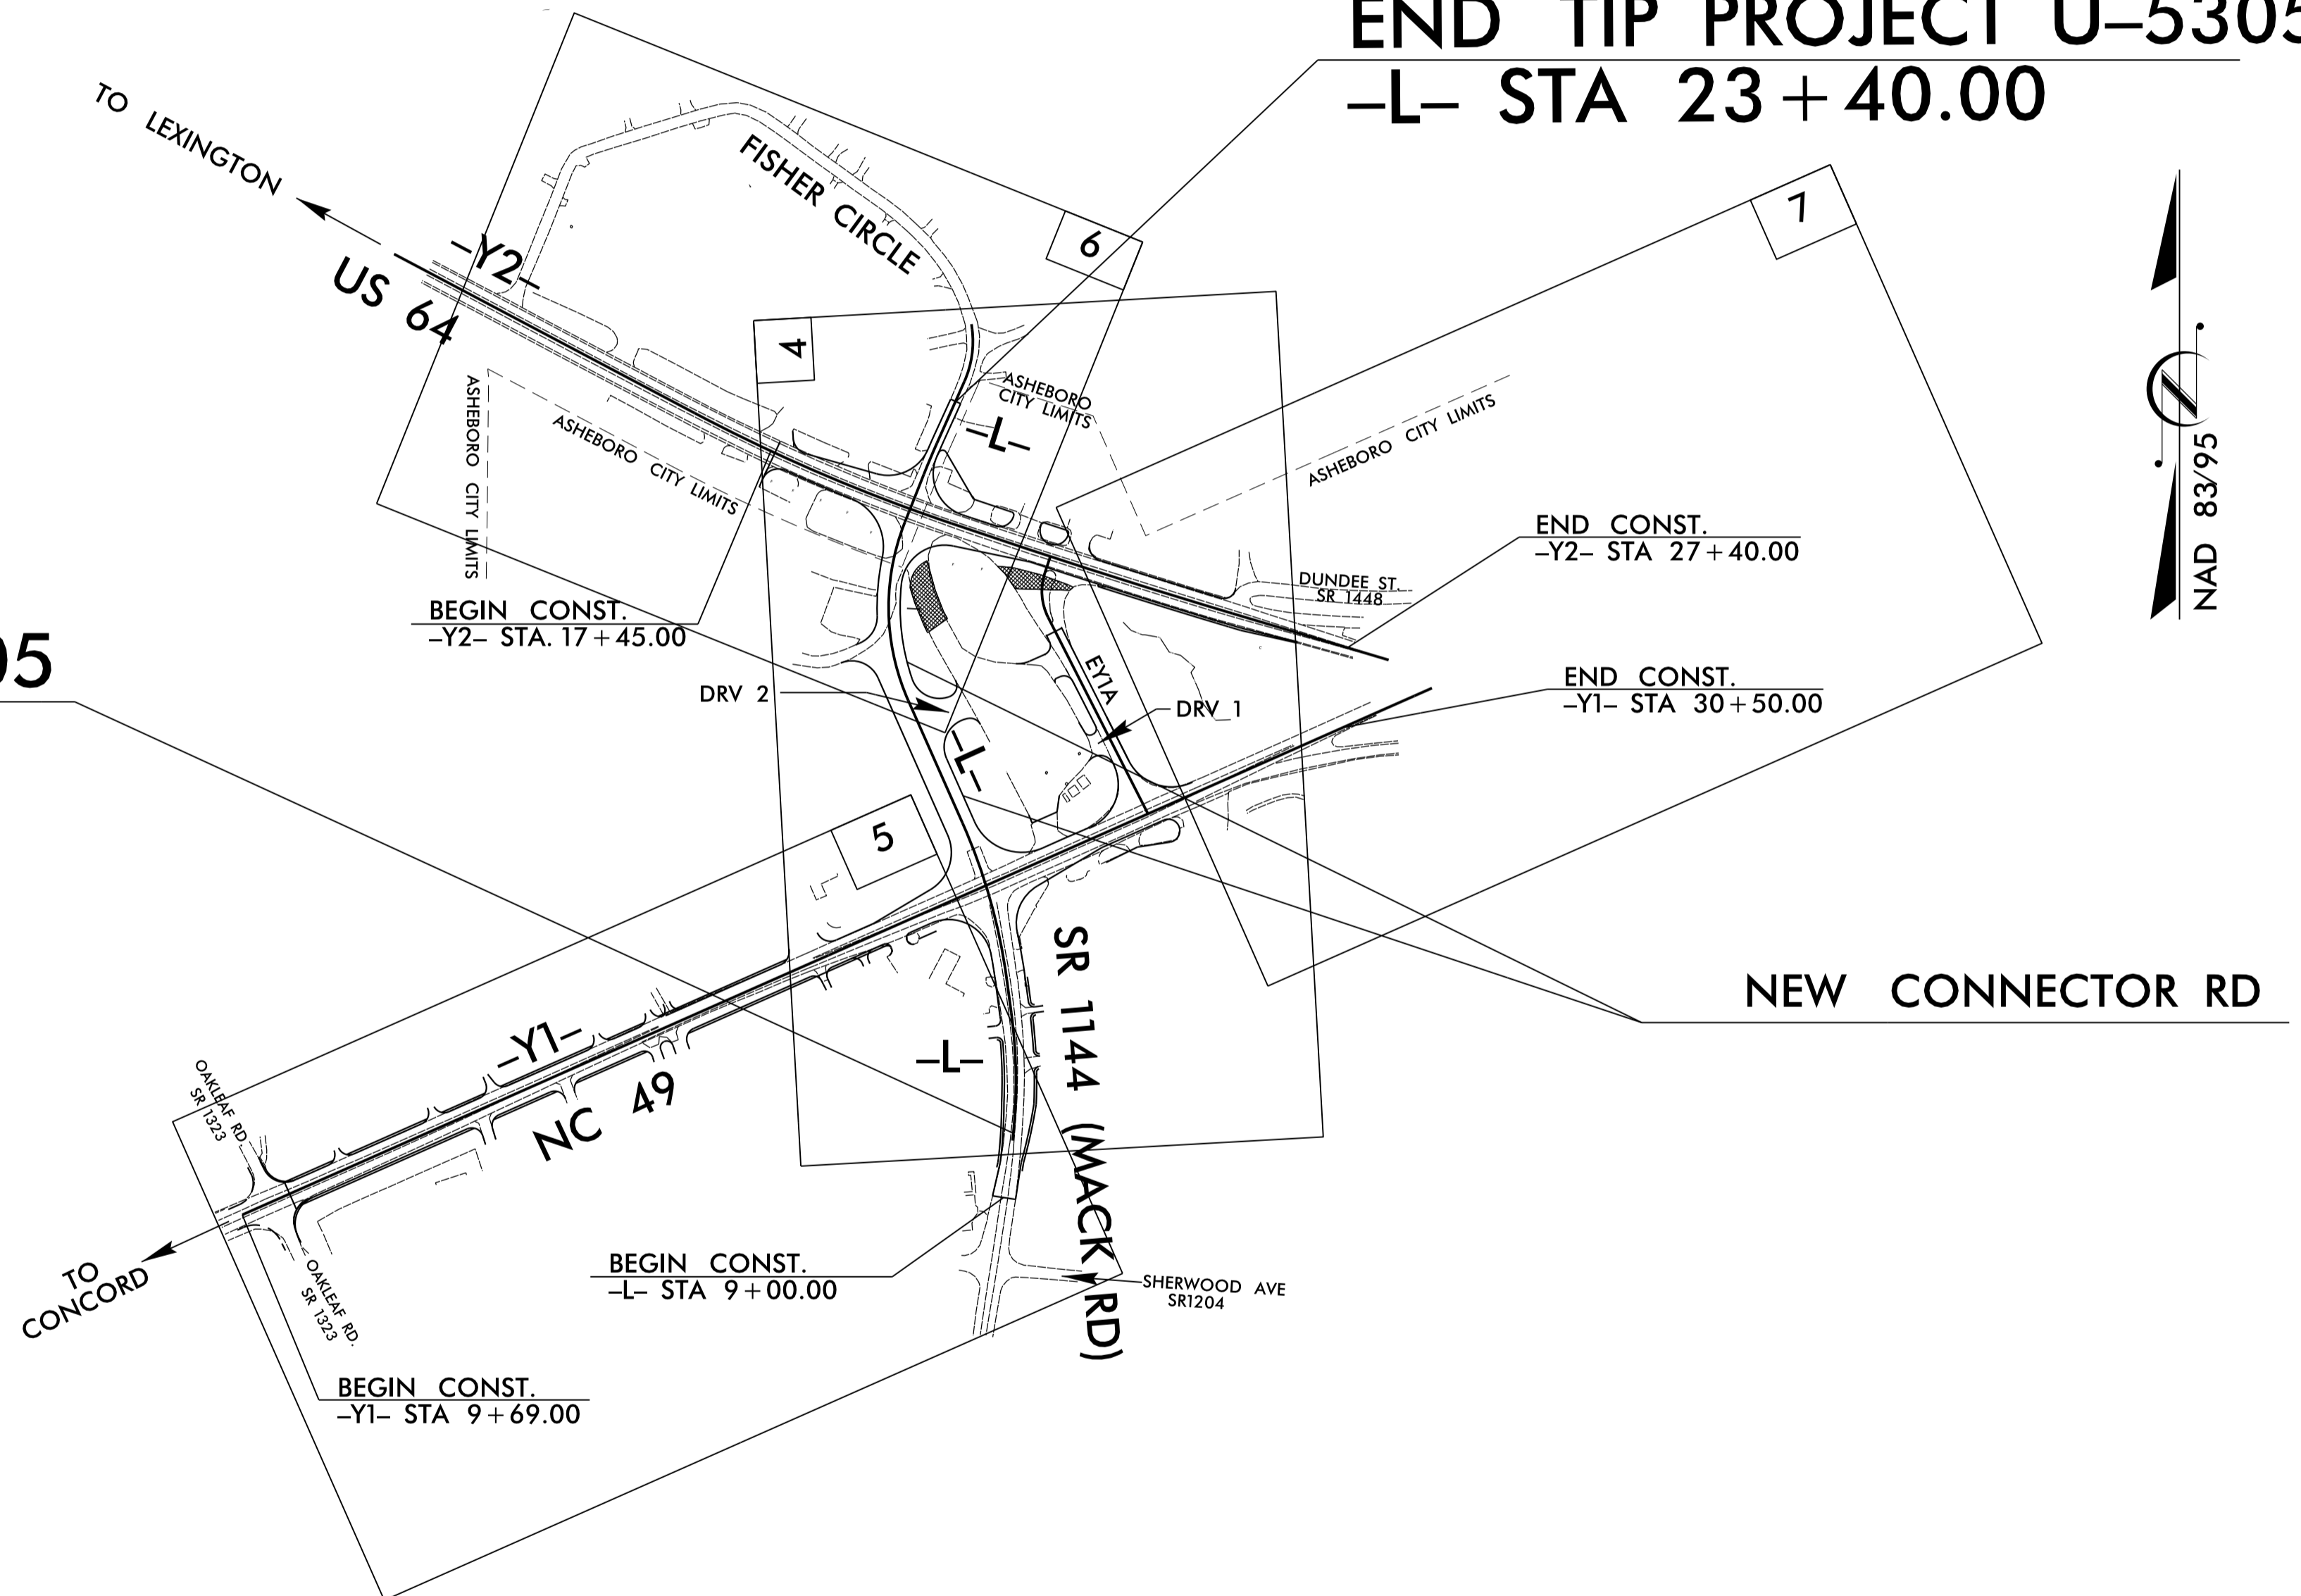 END TIP PROJECT U–5305
–L– STA 23+40.00
TO LEXINGTON
FISHER CIRCLE
6
7
–Y2–
US 64
4
ASHEBORO
CITY LIMITS
–L–
ASHEBORO CITY LIMITS
ASHEBORO CITY LIMITS
ASHEBORO CITY LIMITS
NAD 83/95
END CONST.
–Y2– STA 27+40.00
DUNDEE ST.
SR 1448
BEGIN CONST.
–Y2– STA. 17+45.00
05
EY1A
END CONST.
–Y1– STA 30+50.00
DRV 2
DRV 1
–L–
5
SR 1144 (MACK RD)
NEW CONNECTOR RD
–Y1–
NC 49
–L–
OAKLEAF RD
SR 1323
TO
CONCORD
OAKLEAF RD.
SR 1323
BEGIN CONST.
–L– STA 9+00.00
SHERWOOD AVE
SR1204
BEGIN CONST.
–Y1– STA 9+69.00